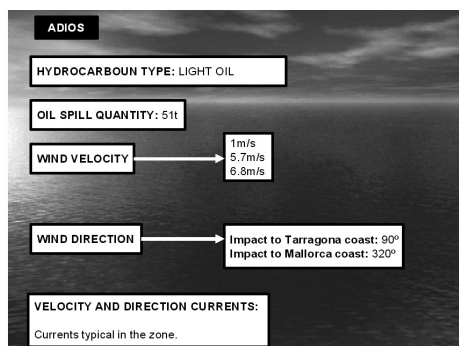 ADIOS
HYDROCARBOUN TYPE: LIGHT OIL
OIL SPILL QUANTITY: 51t
WIND VELOCITY
1m/s
5.7m/s
6.8m/s
WIND DIRECTION
Impact to Tarragona coast: 90º
Impact to Mallorca coast: 320º
VELOCITY AND DIRECTION CURRENTS:
Currents typical in the zone.